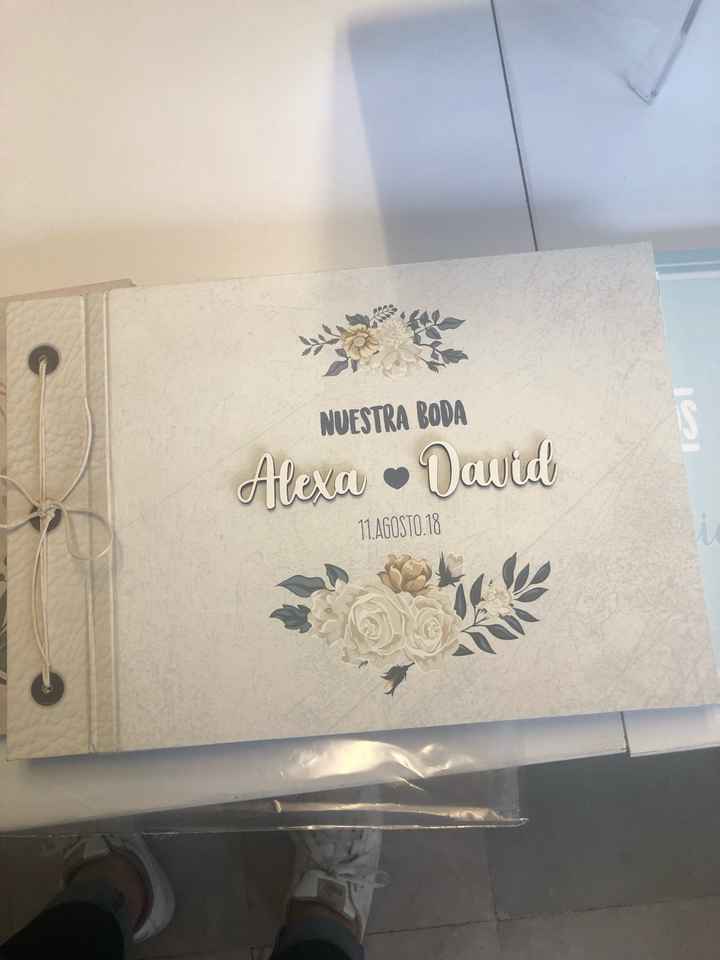 NUESTRA BODA
Alexa David
11.AGOSTO.18